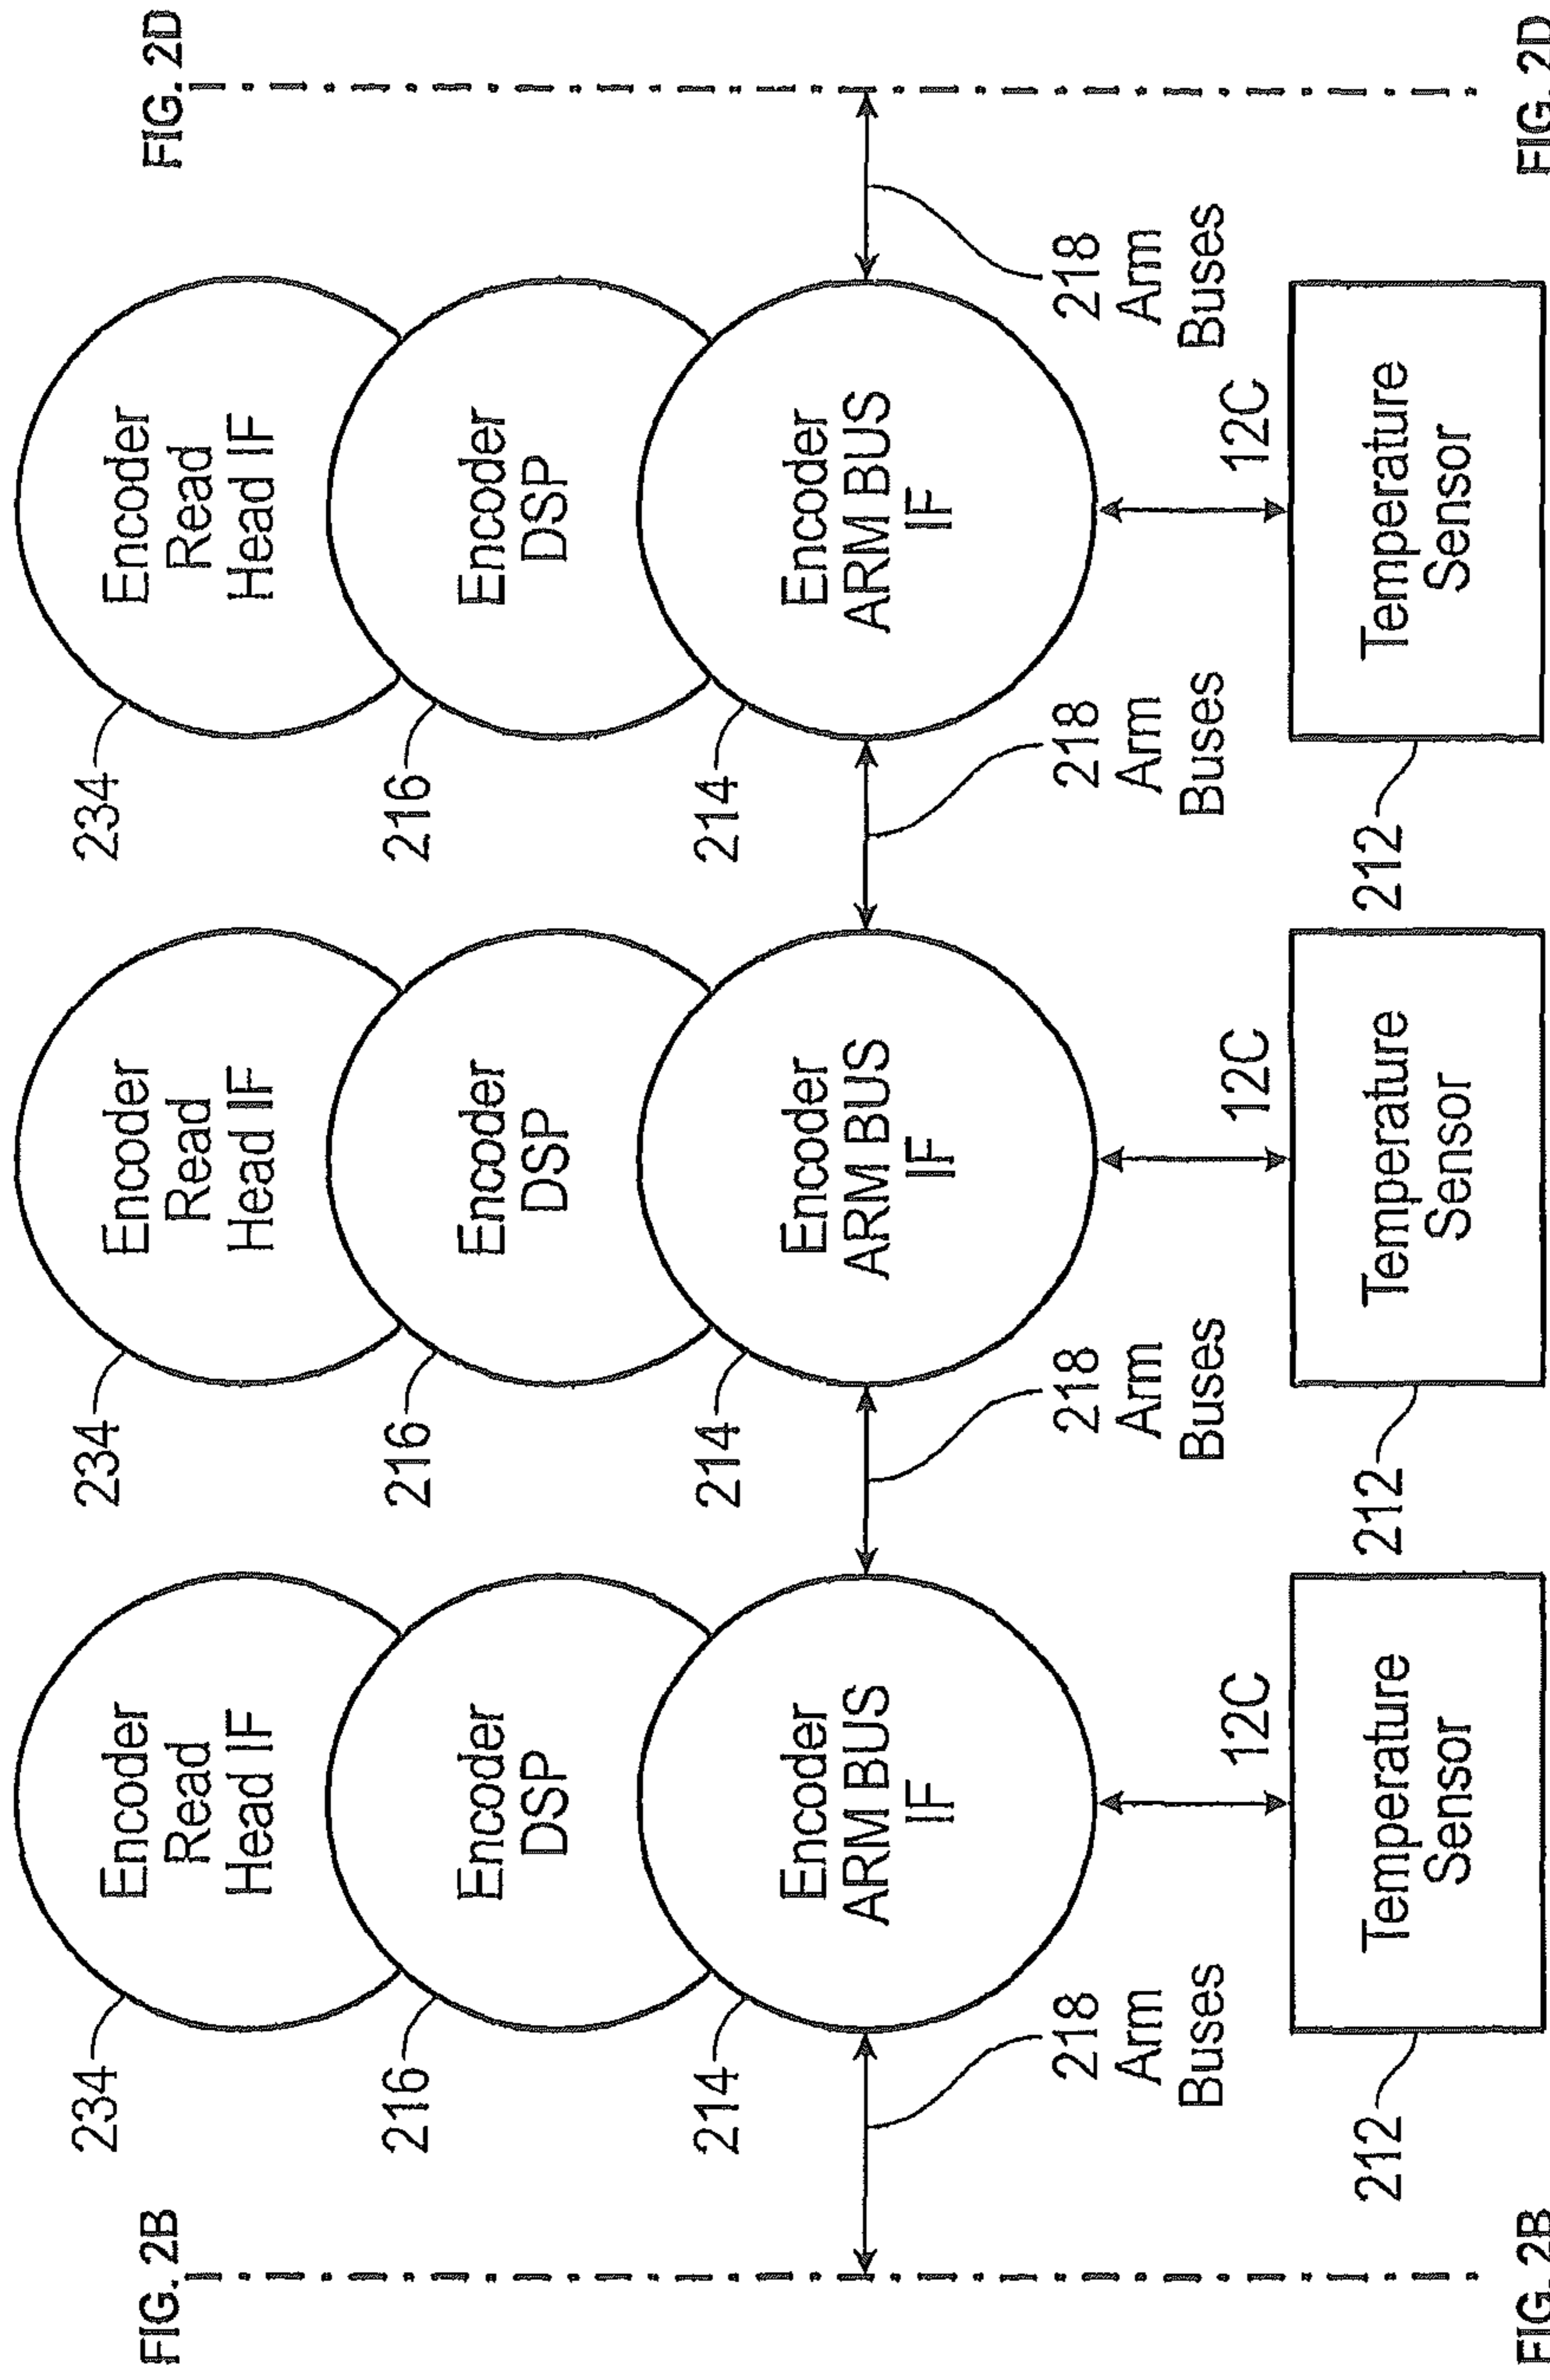 FIG. 2B
FIG. 2D
234
Encoder
Read
Head IF
234
Encoder
Read
Head IF
234
Encoder
Read
Head IF
216
Encoder
DSP
216
Encoder
DSP
216
Encoder
DSP
214
Encoder
ARM BUS
IF
214
Encoder
ARM BUS
IF
214
Encoder
ARM BUS
IF
218
Arm
Buses
218
Arm
Buses
218
Arm
Buses
218
Arm
Buses
12C
12C
12C
212
Temperature
Sensor
212
Temperature
Sensor
212
Temperature
Sensor
FIG. 2B
FIG. 2D